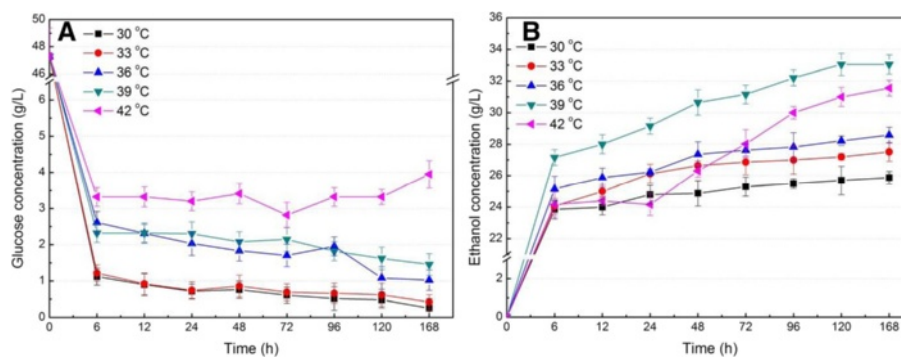 A
30 °C
33 °C
36 °C
39 °C
42 °C
Glucose concentration (g/L)
50
48
46
6
5
4
3
2
1
0
0 6 12 24 48 72 96 120 168
Time (h)
B
30 °C
33 °C
36 °C
39 °C
42 °C
Ethanol concentration (g/L)
36
34
32
30
28
26
24
22
2
0
0 6 12 24 48 72 96 120 168
Time (h)